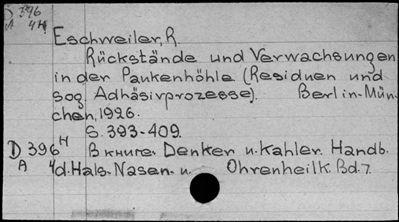 D 396
A 4H
Eschweiler, R.
Rückstände und Verwachsungen
in der Paukenhöhle (Residuen und
sog. Adhäsivprozesse). Berlin-Mün-
chen, 1926.
S. 393-409.
D 396 H В книге: Denker u. Kahler. Handb.
A 4 d. Hals- Nasen- u. Ohrenheilk. Bd. 7.